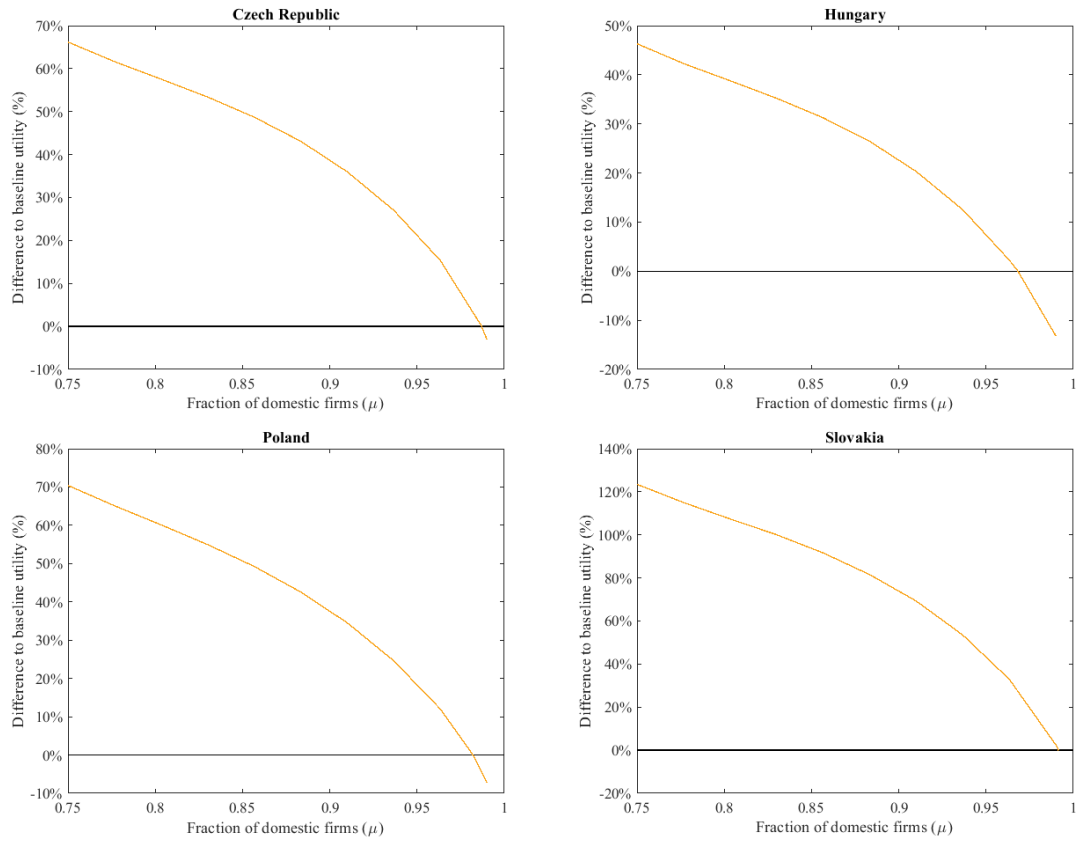 Czech Republic
Difference to baseline utility (%)
70%
60%
50%
40%
30%
20%
10%
0%
-10%
0.75 0.8 0.85 0.9 0.95 1
Fraction of domestic firms (μ)
Hungary
Difference to baseline utility (%)
50%
40%
30%
20%
10%
0%
-10%
-20%
0.75 0.8 0.85 0.9 0.95 1
Fraction of domestic firms (μ)
Poland
Difference to baseline utility (%)
80%
70%
60%
50%
40%
30%
20%
10%
0%
-10%
0.75 0.8 0.85 0.9 0.95 1
Fraction of domestic firms (μ)
Slovakia
Difference to baseline utility (%)
140%
120%
100%
80%
60%
40%
20%
0%
-20%
0.75 0.8 0.85 0.9 0.95 1
Fraction of domestic firms (μ)